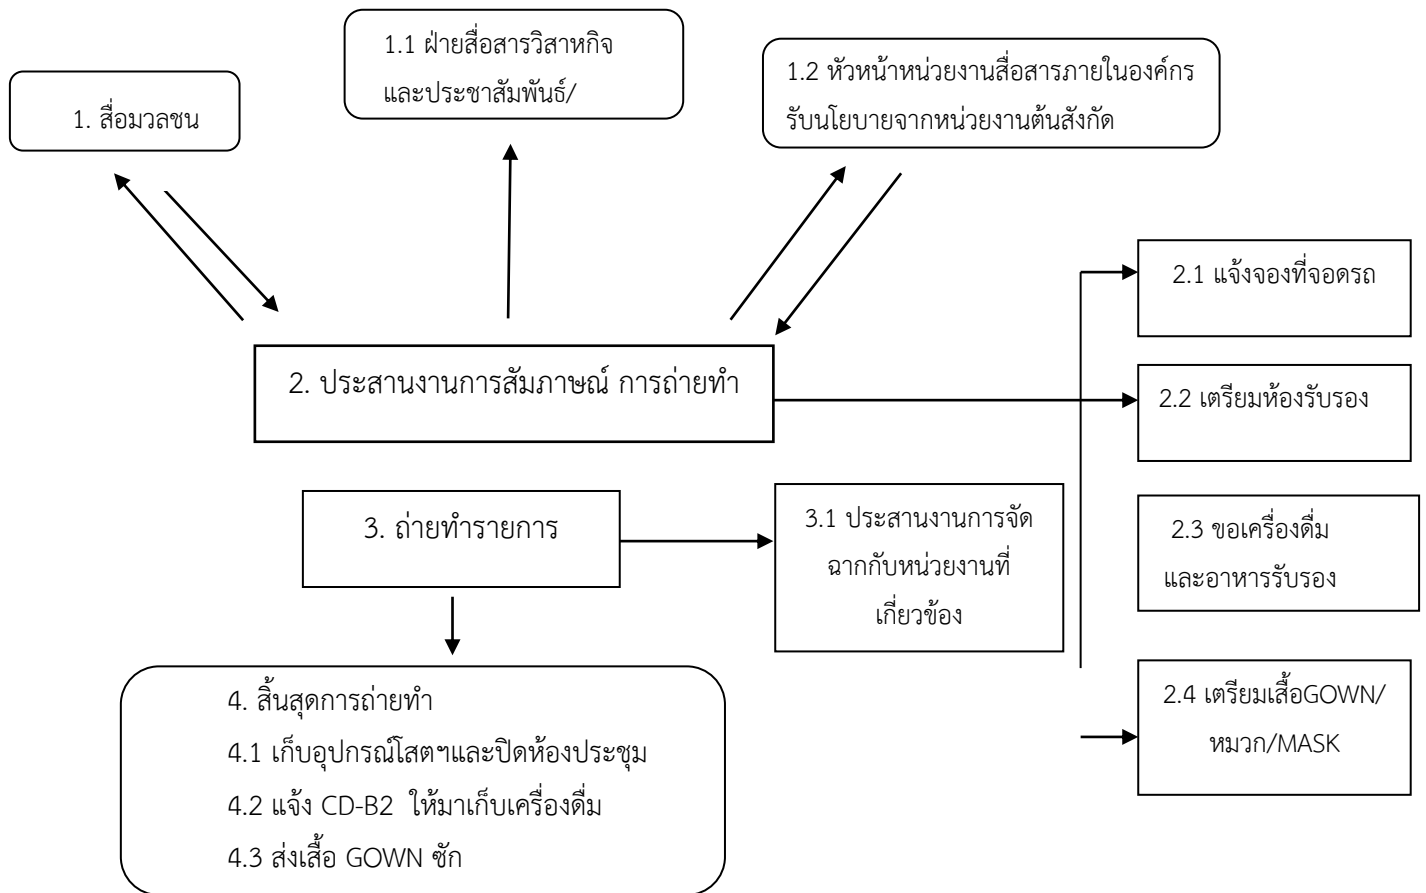 1. สื่อมวลชน
1.1 ฝ่ายสื่อสารวิสาหกิจ
และประชาสัมพันธ์/
1.2 หัวหน้าหน่วยงานสื่อสารภายในองค์กร
รับนโยบายจากหน่วยงานต้นสังกัด
2. ประสานงานการสัมภาษณ์ การถ่ายทำ
2.1 แจ้งจองที่จอดรถ
2.2 เตรียมห้องรับรอง
2.3 ขอเครื่องดื่ม
และอาหารรับรอง
2.4 เตรียมเสื้อGOWN/
หมวก/MASK
3. ถ่ายทำรายการ
3.1 ประสานงานการจัด
ฉากกับหน่วยงานที่
เกี่ยวข้อง
4. สิ้นสุดการถ่ายทำ
4.1 เก็บอุปกรณ์โสตฯและปิดห้องประชุม
4.2 แจ้ง CD-B2 ให้มาเก็บเครื่องดื่ม
4.3 ส่งเสื้อ GOWN ซัก